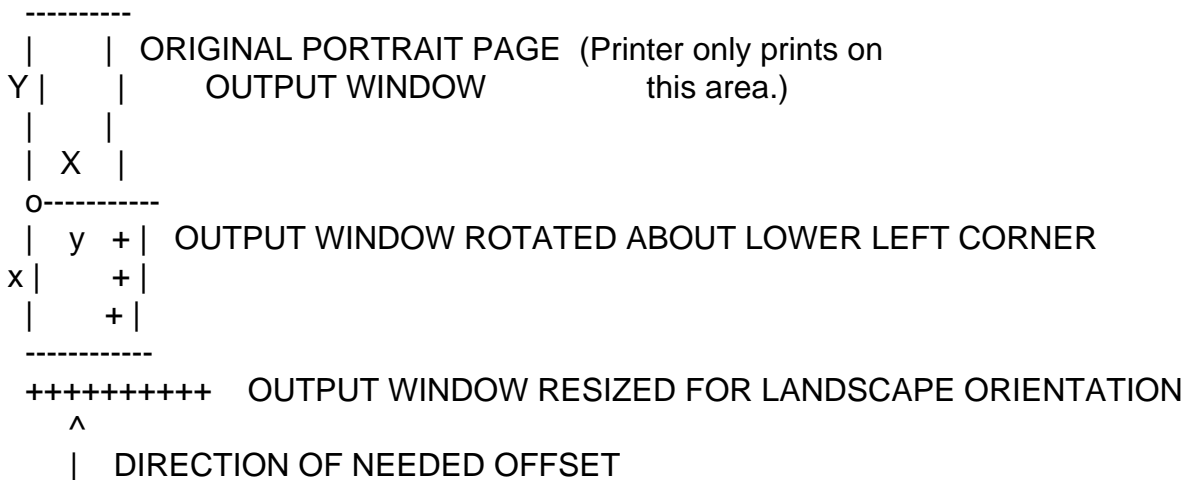 ----------
|          |  ORIGINAL PORTRAIT PAGE  (Printer only prints on
Y |          |          OUTPUT WINDOW                    this area.)
|          |
|   X    |
o-----------
|    y   + |   OUTPUT WINDOW ROTATED ABOUT LOWER LEFT CORNER
x |          + |
|         + |
------------
++++++++++    OUTPUT WINDOW RESIZED FOR LANDSCAPE ORIENTATION
^
|    DIRECTION OF NEEDED OFFSET